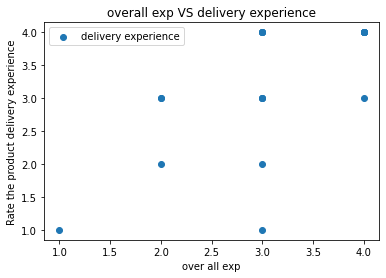 overall exp VS delivery experience
delivery experience
Rate the product delivery experience
4.0
3.5
3.0
2.5
2.0
1.5
1.0
1.0 1.5 2.0 2.5 3.0 3.5 4.0
over all exp